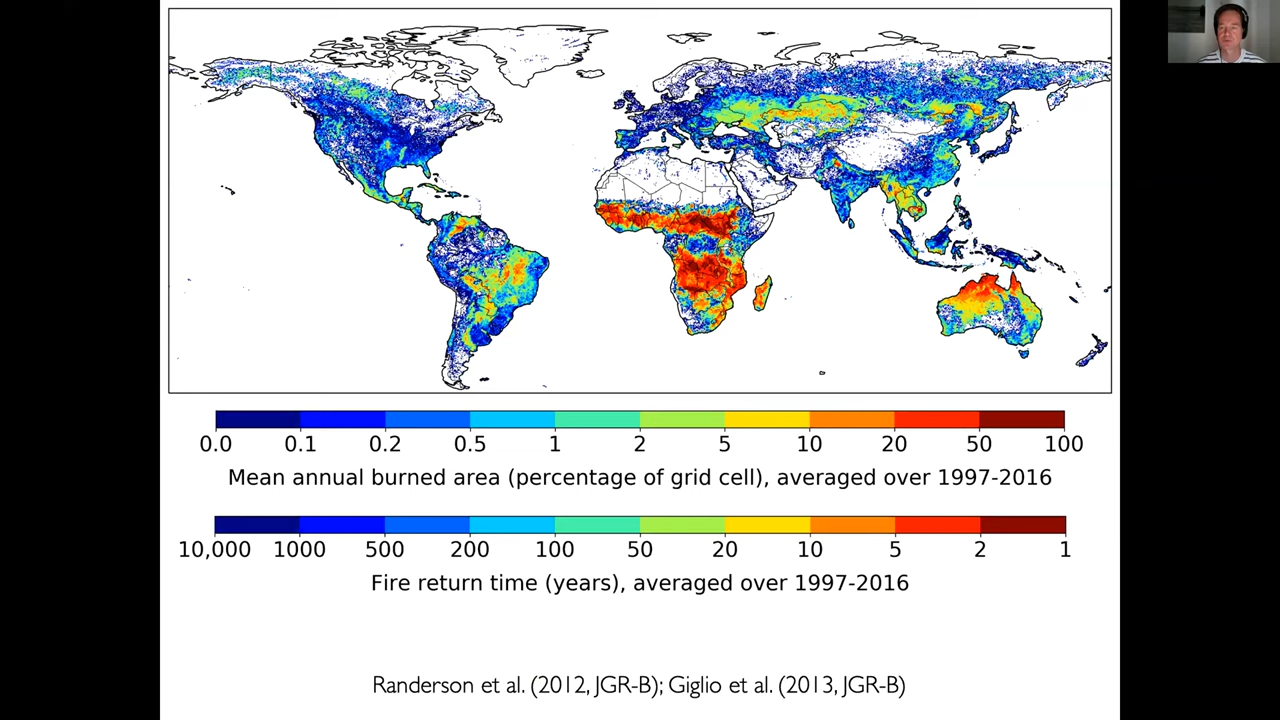 0.0 0.1 0.2 0.5 1 2 5 10 20 50 100
Mean annual burned area (percentage of grid cell), averaged over 1997-2016
10,000 1000 500 200 100 50 20 10 5 2 1
Fire return time (years), averaged over 1997-2016
Randerson et al. (2012, JGR-B); Giglio et al. (2013, JGR-B)